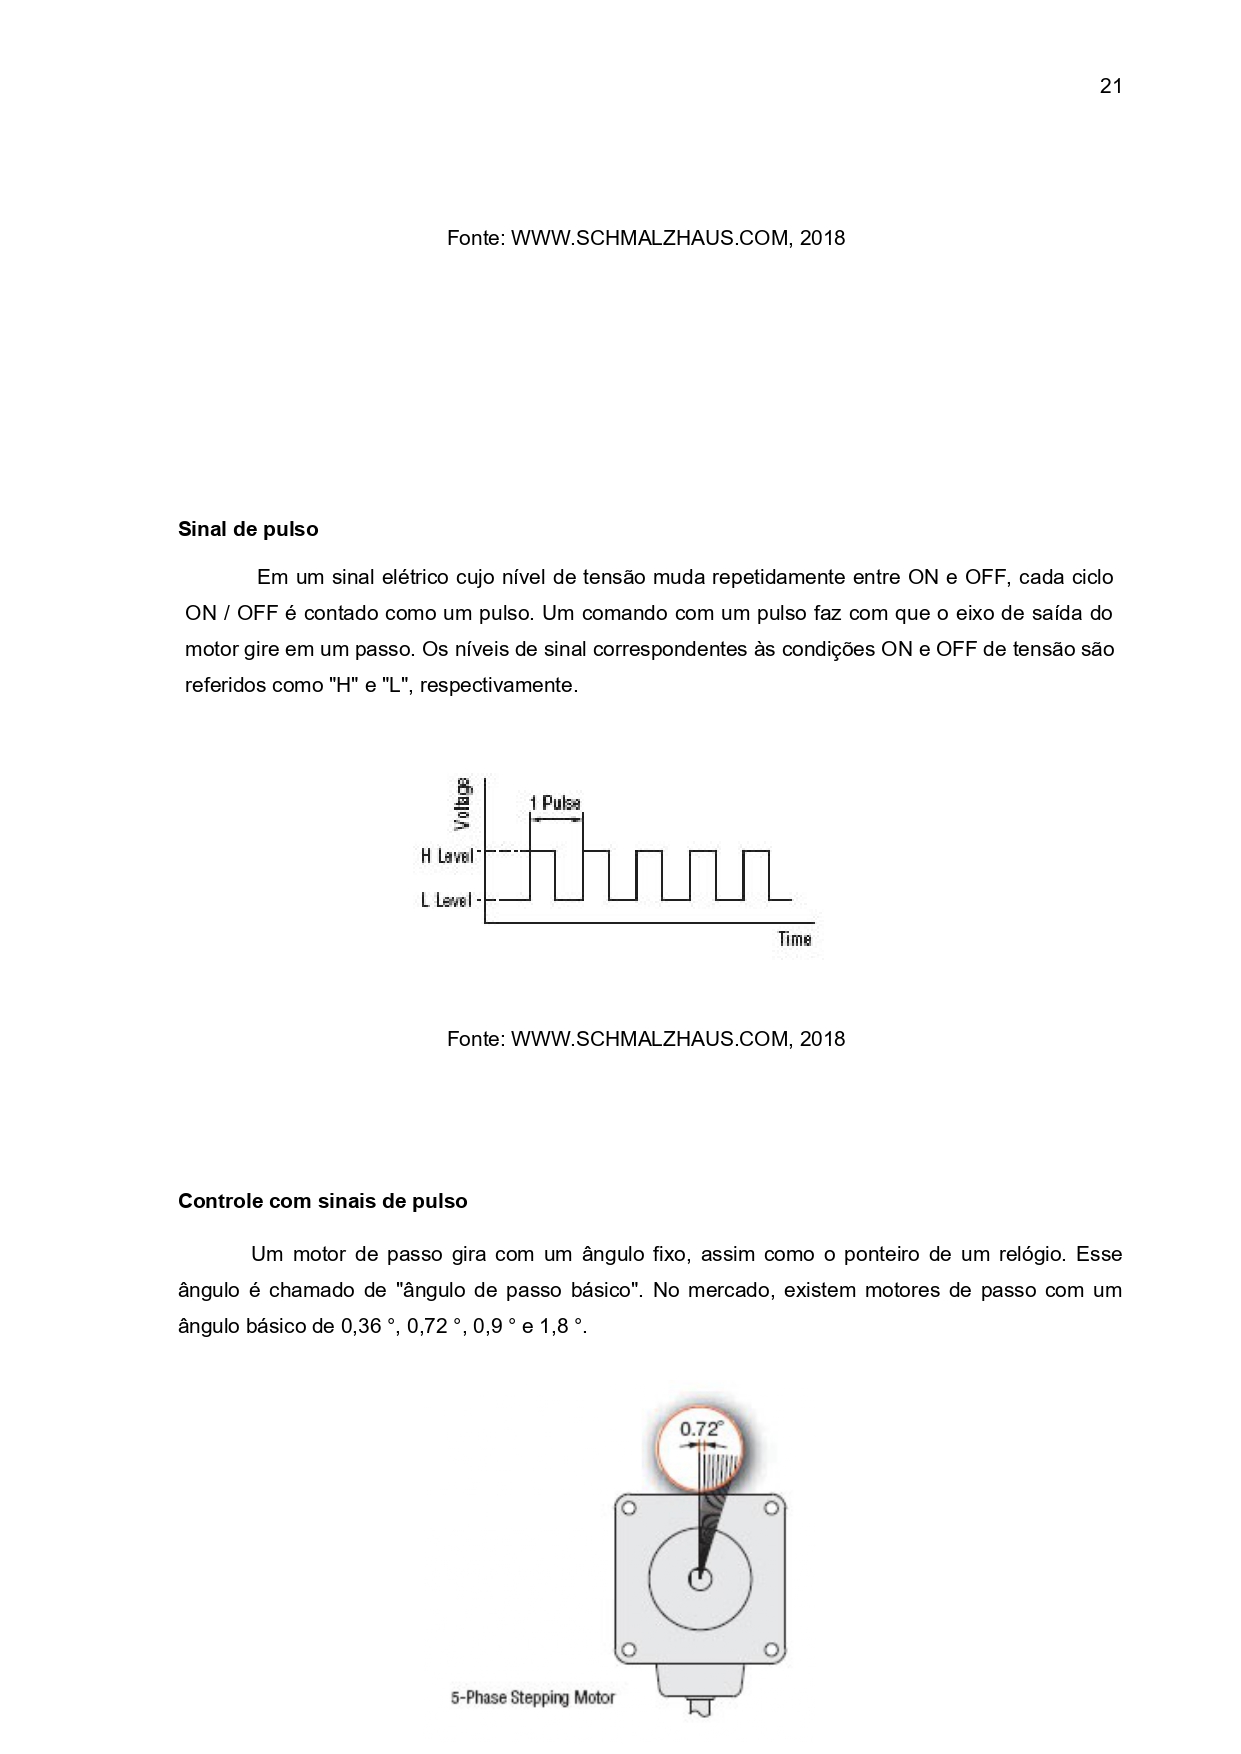 21
Fonte: WWW.SCHMALZHAUS.COM, 2018
Sinal de pulso
Em um sinal elétrico cujo nível de tensão muda repetidamente entre ON e OFF, cada ciclo
ON / OFF é contado como um pulso. Um comando com um pulso faz com que o eixo de saída do
motor gire em um passo. Os níveis de sinal correspondentes às condições ON e OFF de tensão são
referidos como "H" e "L", respectivamente.
Voltage
1 Pulse
H Level
L Level
Time
Fonte: WWW.SCHMALZHAUS.COM, 2018
Controle com sinais de pulso
Um motor de passo gira com um ângulo fixo, assim como o ponteiro de um relógio. Esse
ângulo é chamado de "ângulo de passo básico". No mercado, existem motores de passo com um
ângulo básico de 0,36 °, 0,72 °, 0,9 ° e 1,8 °.
0.72°
5-Phase Stepping Motor